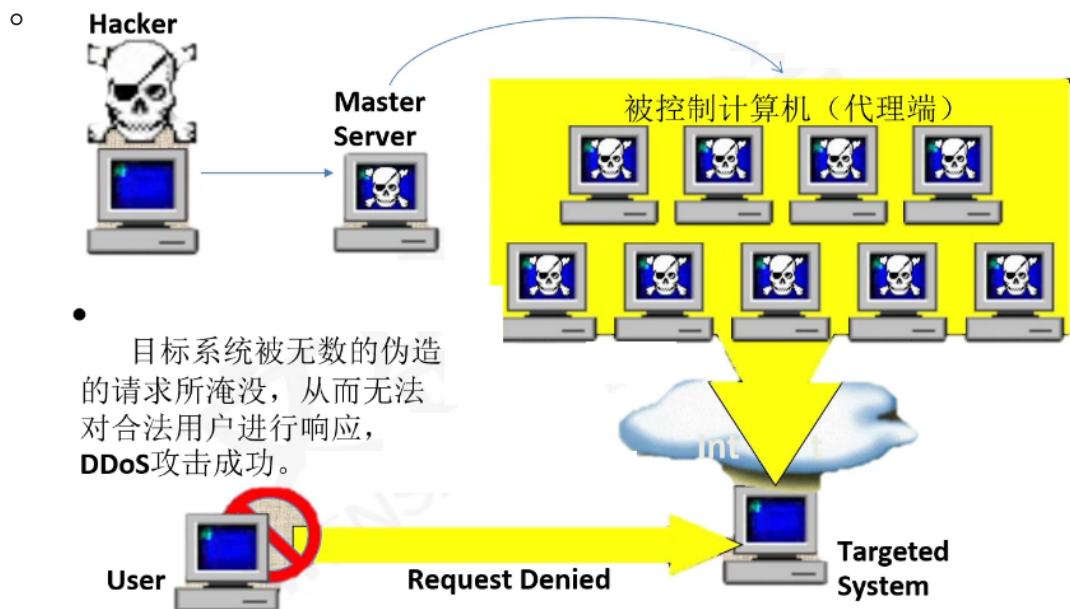 Hacker
Master
Server
被控制计算机（代理端）
目标系统被无数的伪造
的请求所淹没，从而无法
对合法用户进行响应，
DDoS攻击成功。
User
Request Denied
Targeted
System